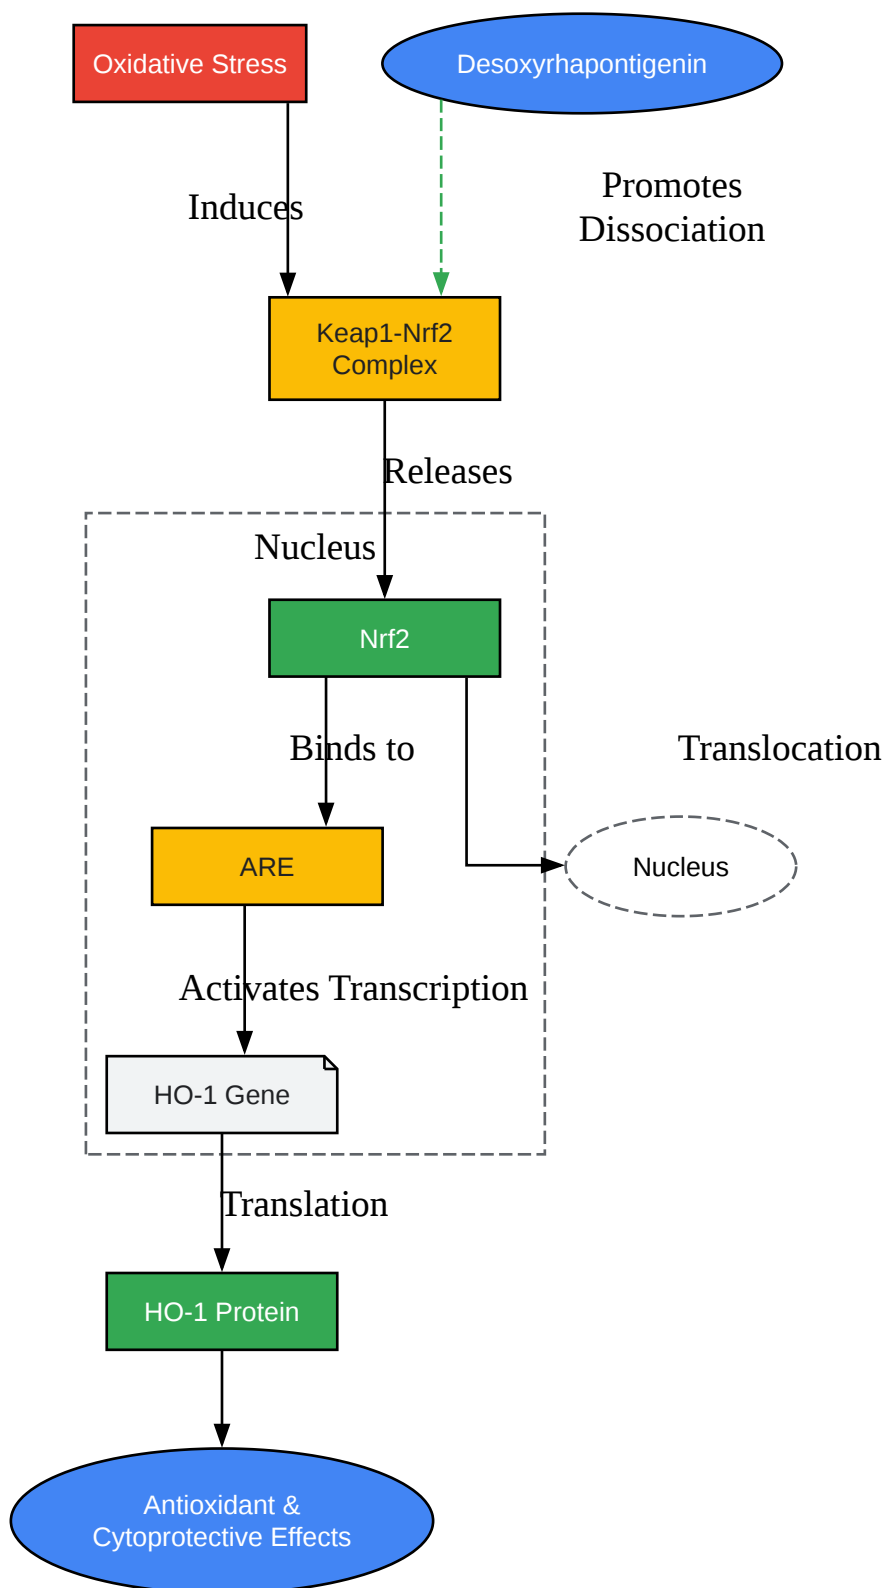 Oxidative Stress
Desoxyrhapontigenin
Induces
Promotes
Dissociation
Keap1-Nrf2
Complex
Releases
Nucleus
Nrf2
Binds to
Translocation
ARE
Nucleus
Activates Transcription
HO-1 Gene
Translation
HO-1 Protein
Antioxidant &
Cytoprotective Effects